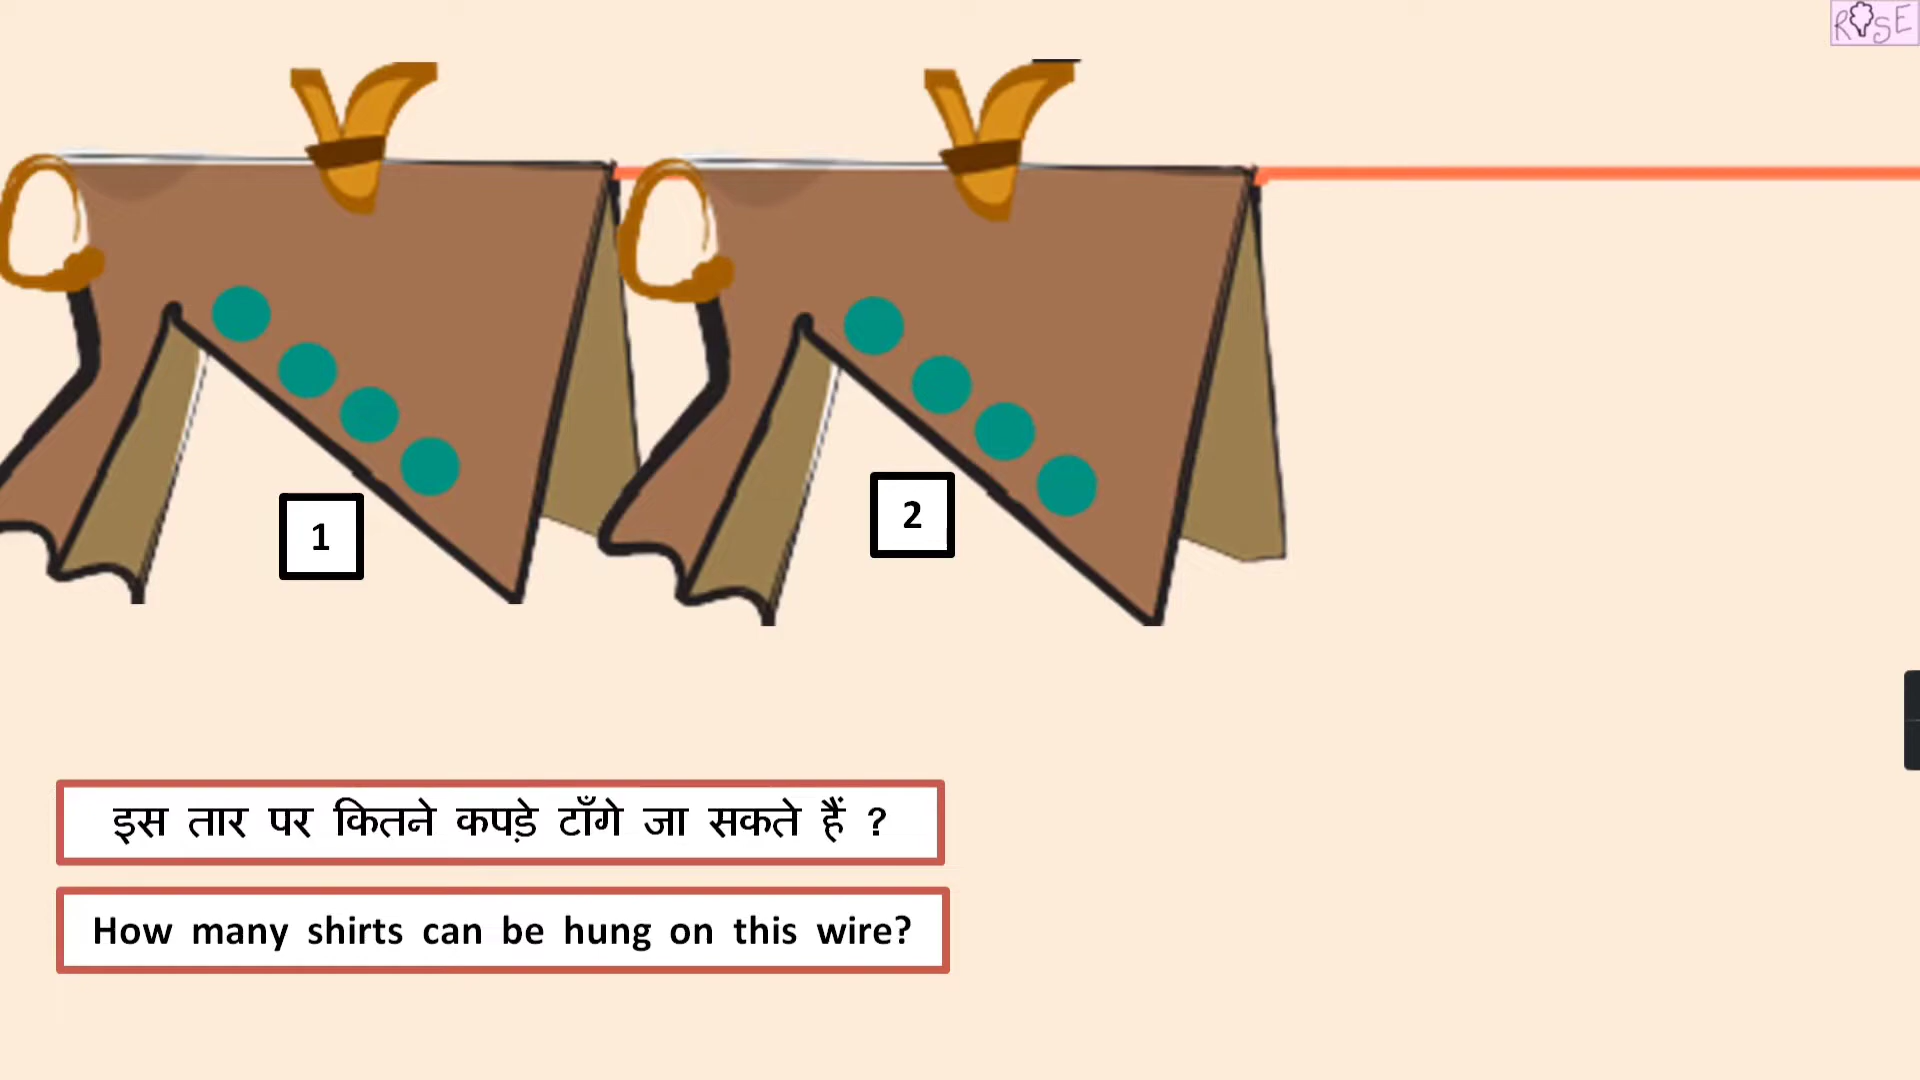 ROSE
1
2
इस तार पर कितने कपड़े टाँगे जा सकते हैं ?
How many shirts can be hung on this wire?